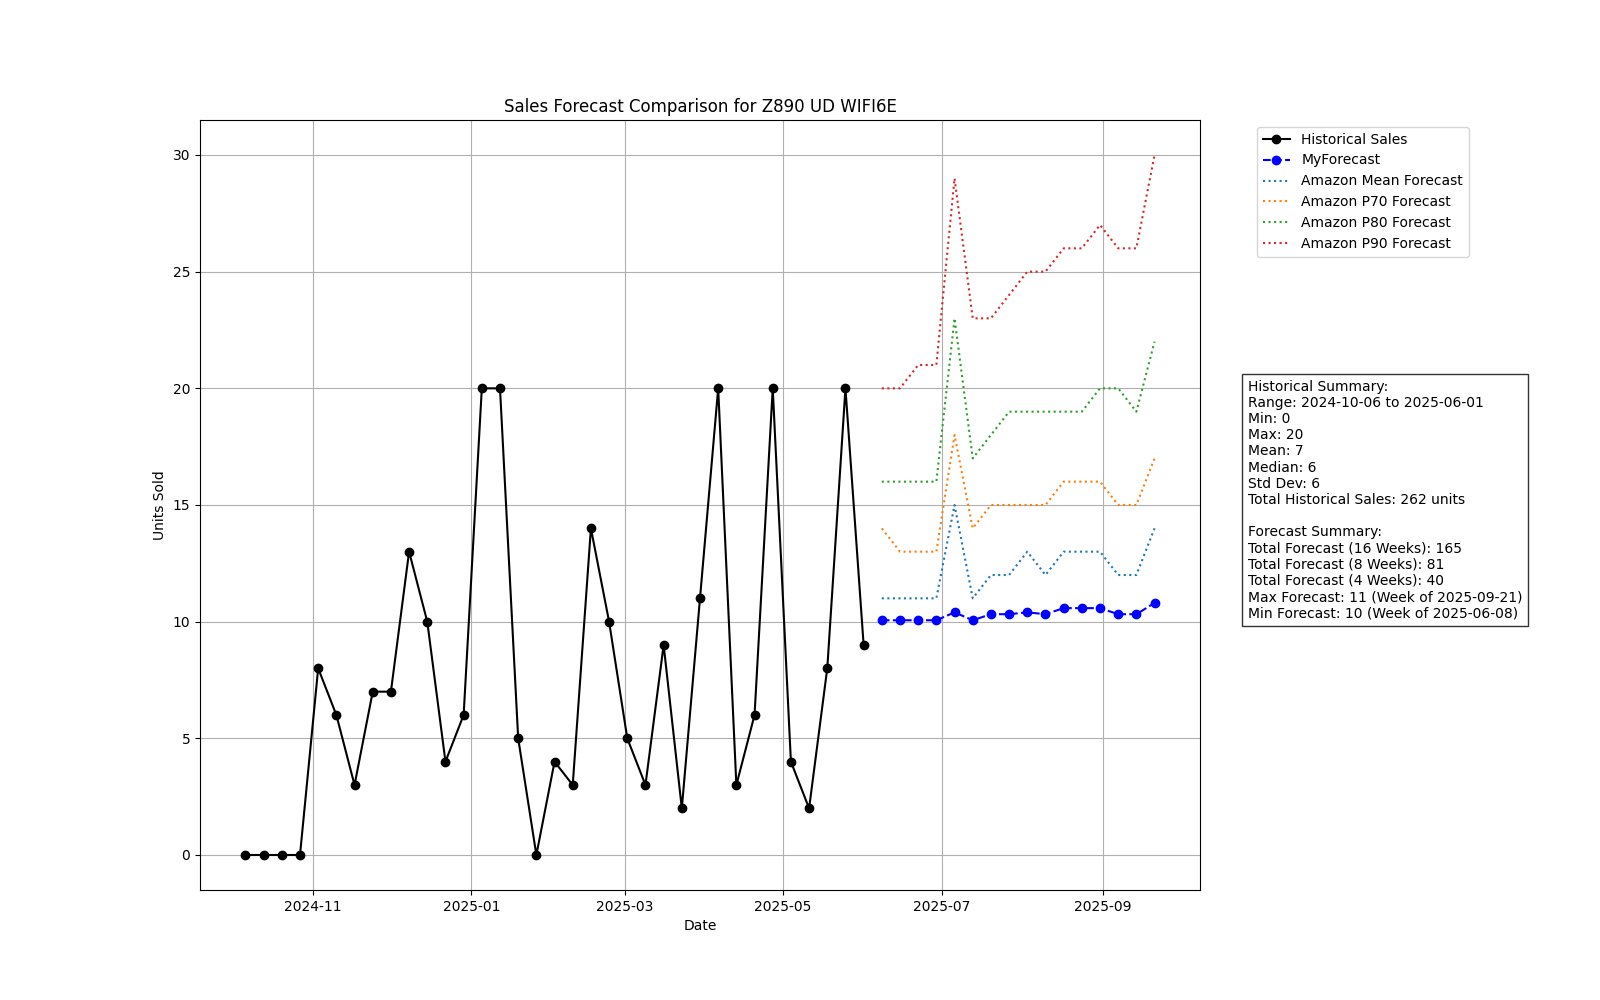 Sales Forecast Comparison for Z890 UD WIFI6E
30
25
20
15
10
5
0
Units Sold
2024-11
2025-01
2025-03
2025-05
2025-07
2025-09
Date
Historical Sales
MyForecast
Amazon Mean Forecast
Amazon P70 Forecast
Amazon P80 Forecast
Amazon P90 Forecast
Historical Summary:
Range: 2024-10-06 to 2025-06-01
Min: 0
Max: 20
Mean: 7
Median: 6
Std Dev: 6
Total Historical Sales: 262 units
Forecast Summary:
Total Forecast (16 Weeks): 165
Total Forecast (8 Weeks): 81
Total Forecast (4 Weeks): 40
Max Forecast: 11 (Week of 2025-09-21)
Min Forecast: 10 (Week of 2025-06-08)